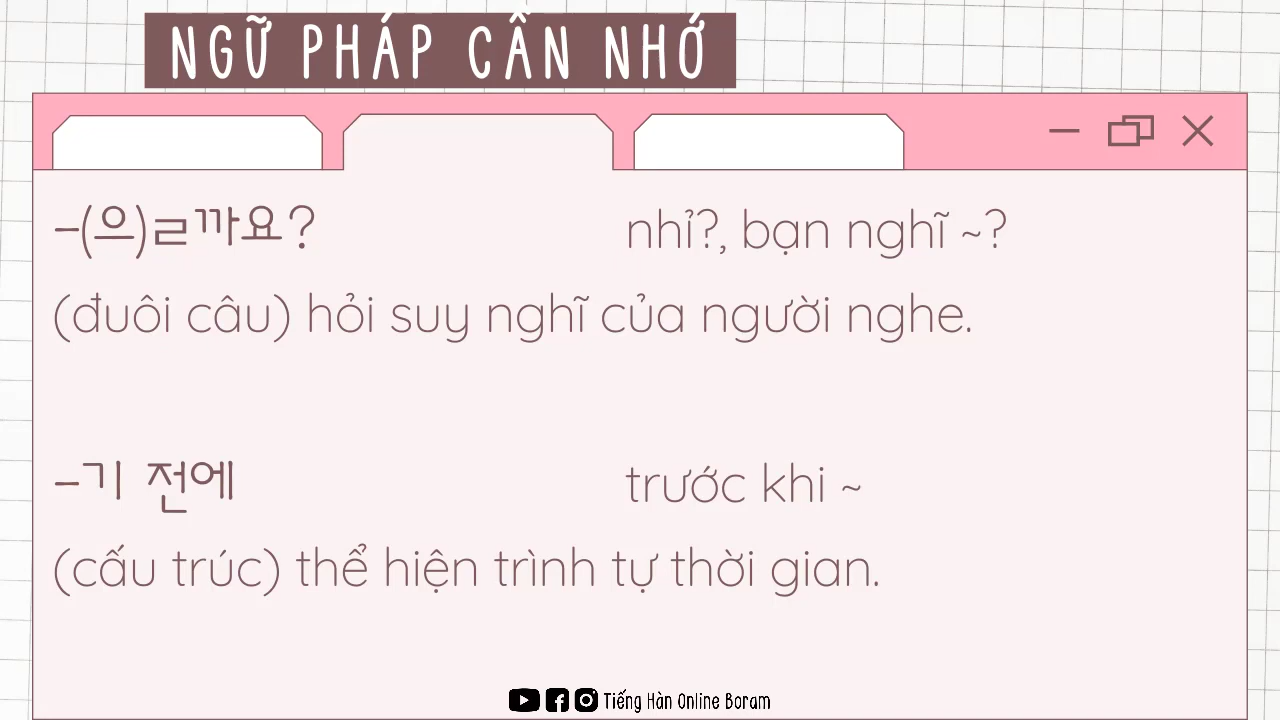 NGỮ PHÁP CẦN NHỚ
-(으)ㄹ까요? nhỉ?, bạn nghĩ ~?
(đuôi câu) hỏi suy nghĩ của người nghe.
-기 전에 trước khi ~
(cấu trúc) thể hiện trình tự thời gian.
Tiếng Hàn Online Boram